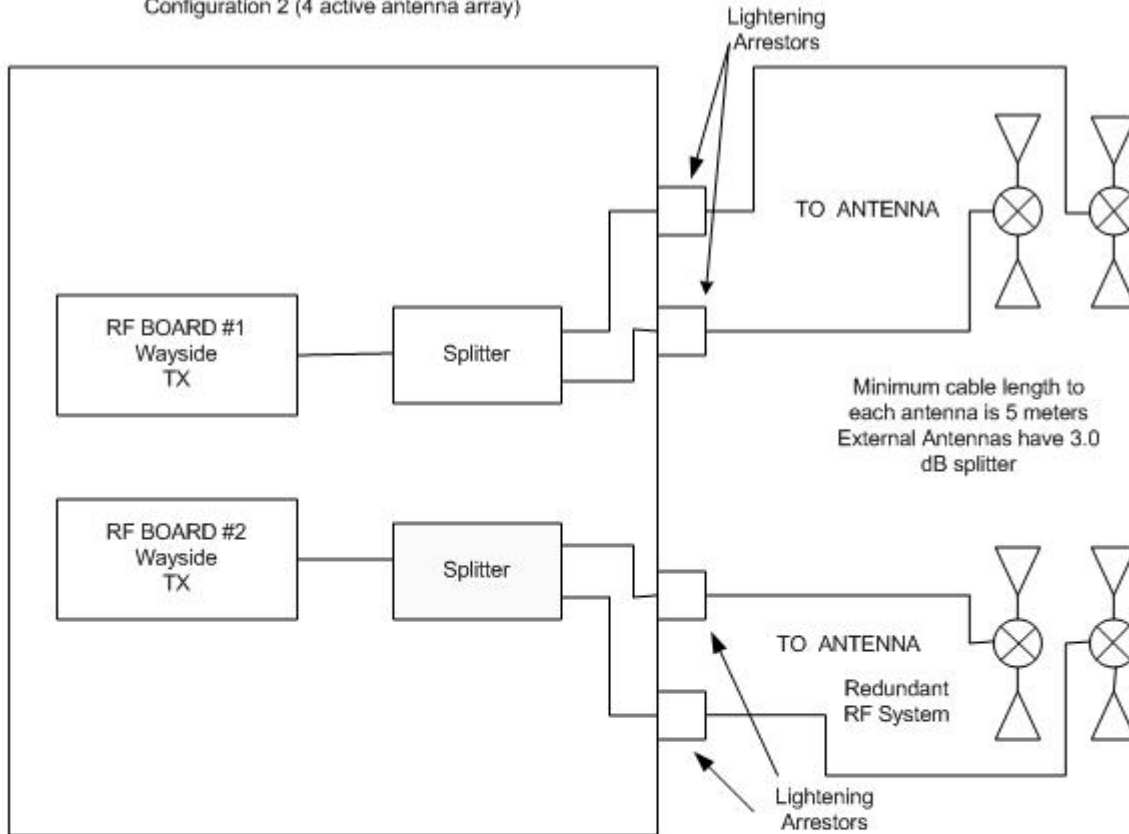 Configuration 2 (4 active antenna array)
Lightening
Arrestors
TO ANTENNA
RF BOARD #1
Wayside
TX
Splitter
Minimum cable length to
each antenna is 5 meters
External Antennas have 3.0
dB splitter
RF BOARD #2
Wayside
TX
Splitter
TO ANTENNA
Redundant
RF System
Lightening
Arrestors